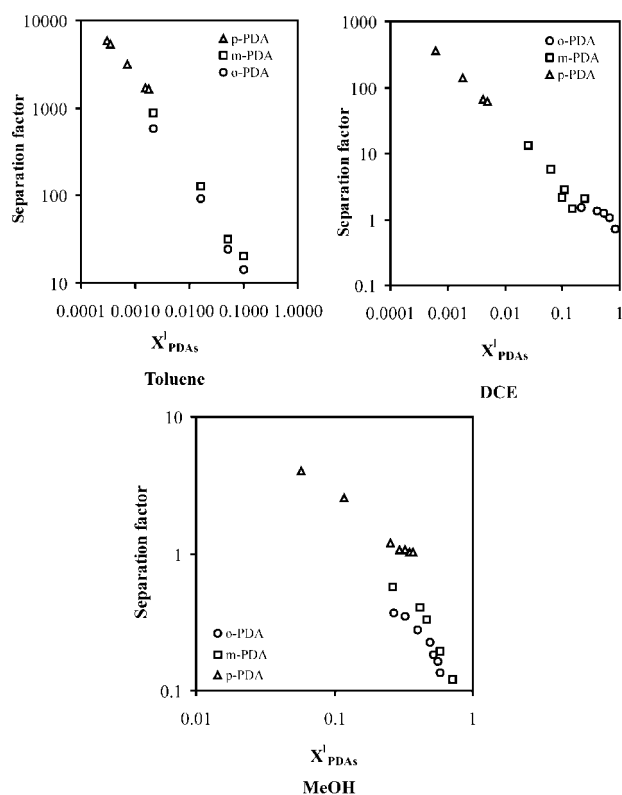 10000
1000
100
10
Separation factor
p-PDA
m-PDA
o-PDA
0.0001 0.0010 0.0100 0.1000 1.0000
X^l_PDAs
Toluene
1000
100
10
1
0.1
Separation factor
o-PDA
m-PDA
p-PDA
0.0001 0.001 0.01 0.1 1
X^l_PDAs
DCE
10
1
0.1
Separation factor
o-PDA
m-PDA
p-PDA
0.01 0.1 1
X^l_PDAs
MeOH